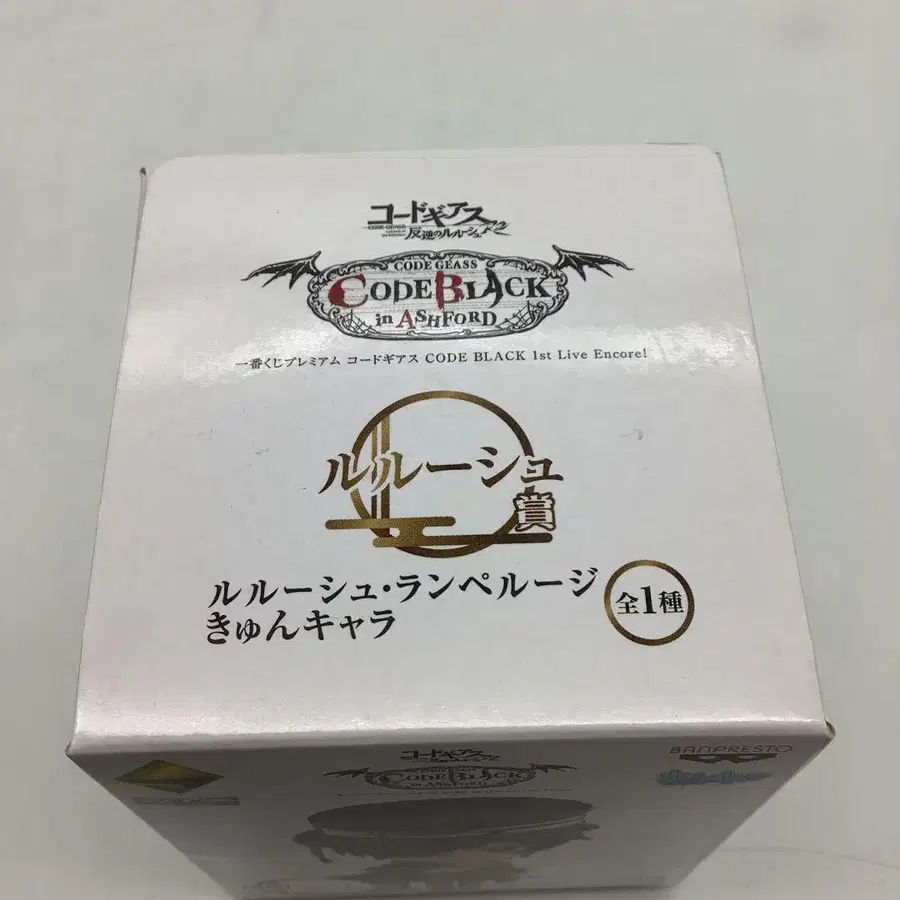 コードギアス
CODE GEASS
反逆のルルーシュR2
CODE GEASS
CODE BLACK
in ASHFORD
一番くじプレミアム コードギアス CODE BLACK 1st Live Encore!
ルルーシュ賞
ルルーシュ・ランペルージ
きゅんキャラ
全1種
コードギアス
BANPRESTO
CODE BLACK
in ASHFORD